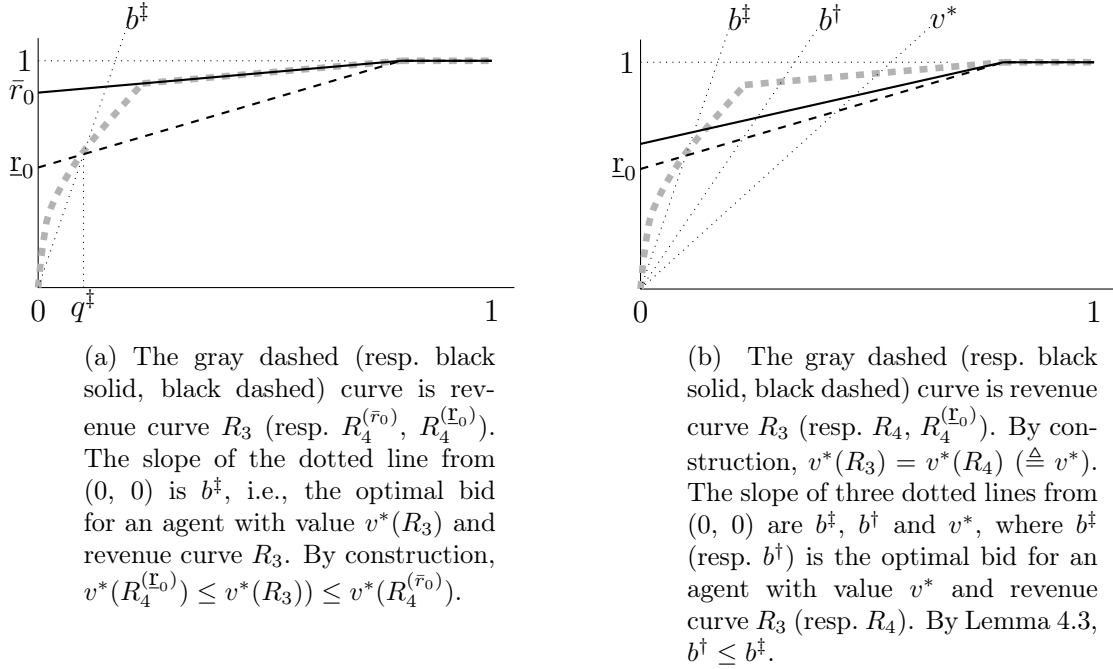 b‡
1
r̄₀
r̲₀
0
q‡
1
(a) The gray dashed (resp. black
solid, black dashed) curve is rev-
enue curve R₃ (resp. R₄^(r̄₀), R₄^(r̲₀)).
The slope of the dotted line from
(0, 0) is b‡, i.e., the optimal bid
for an agent with value v*(R₃) and
revenue curve R₃. By construction,
v*(R₄^(r̲₀)) ≤ v*(R₃)) ≤ v*(R₄^(r̄₀)).
b‡ b† v*
1
r̲₀
0
1
(b) The gray dashed (resp. black
solid, black dashed) curve is revenue
curve R₃ (resp. R₄, R₄^(r̲₀)). By con-
struction, v*(R₃) = v*(R₄) (≜ v*).
The slope of three dotted lines from
(0, 0) are b‡, b† and v*, where b‡
(resp. b†) is the optimal bid for an
agent with value v* and revenue
curve R₃ (resp. R₄). By Lemma 4.3,
b† ≤ b‡.